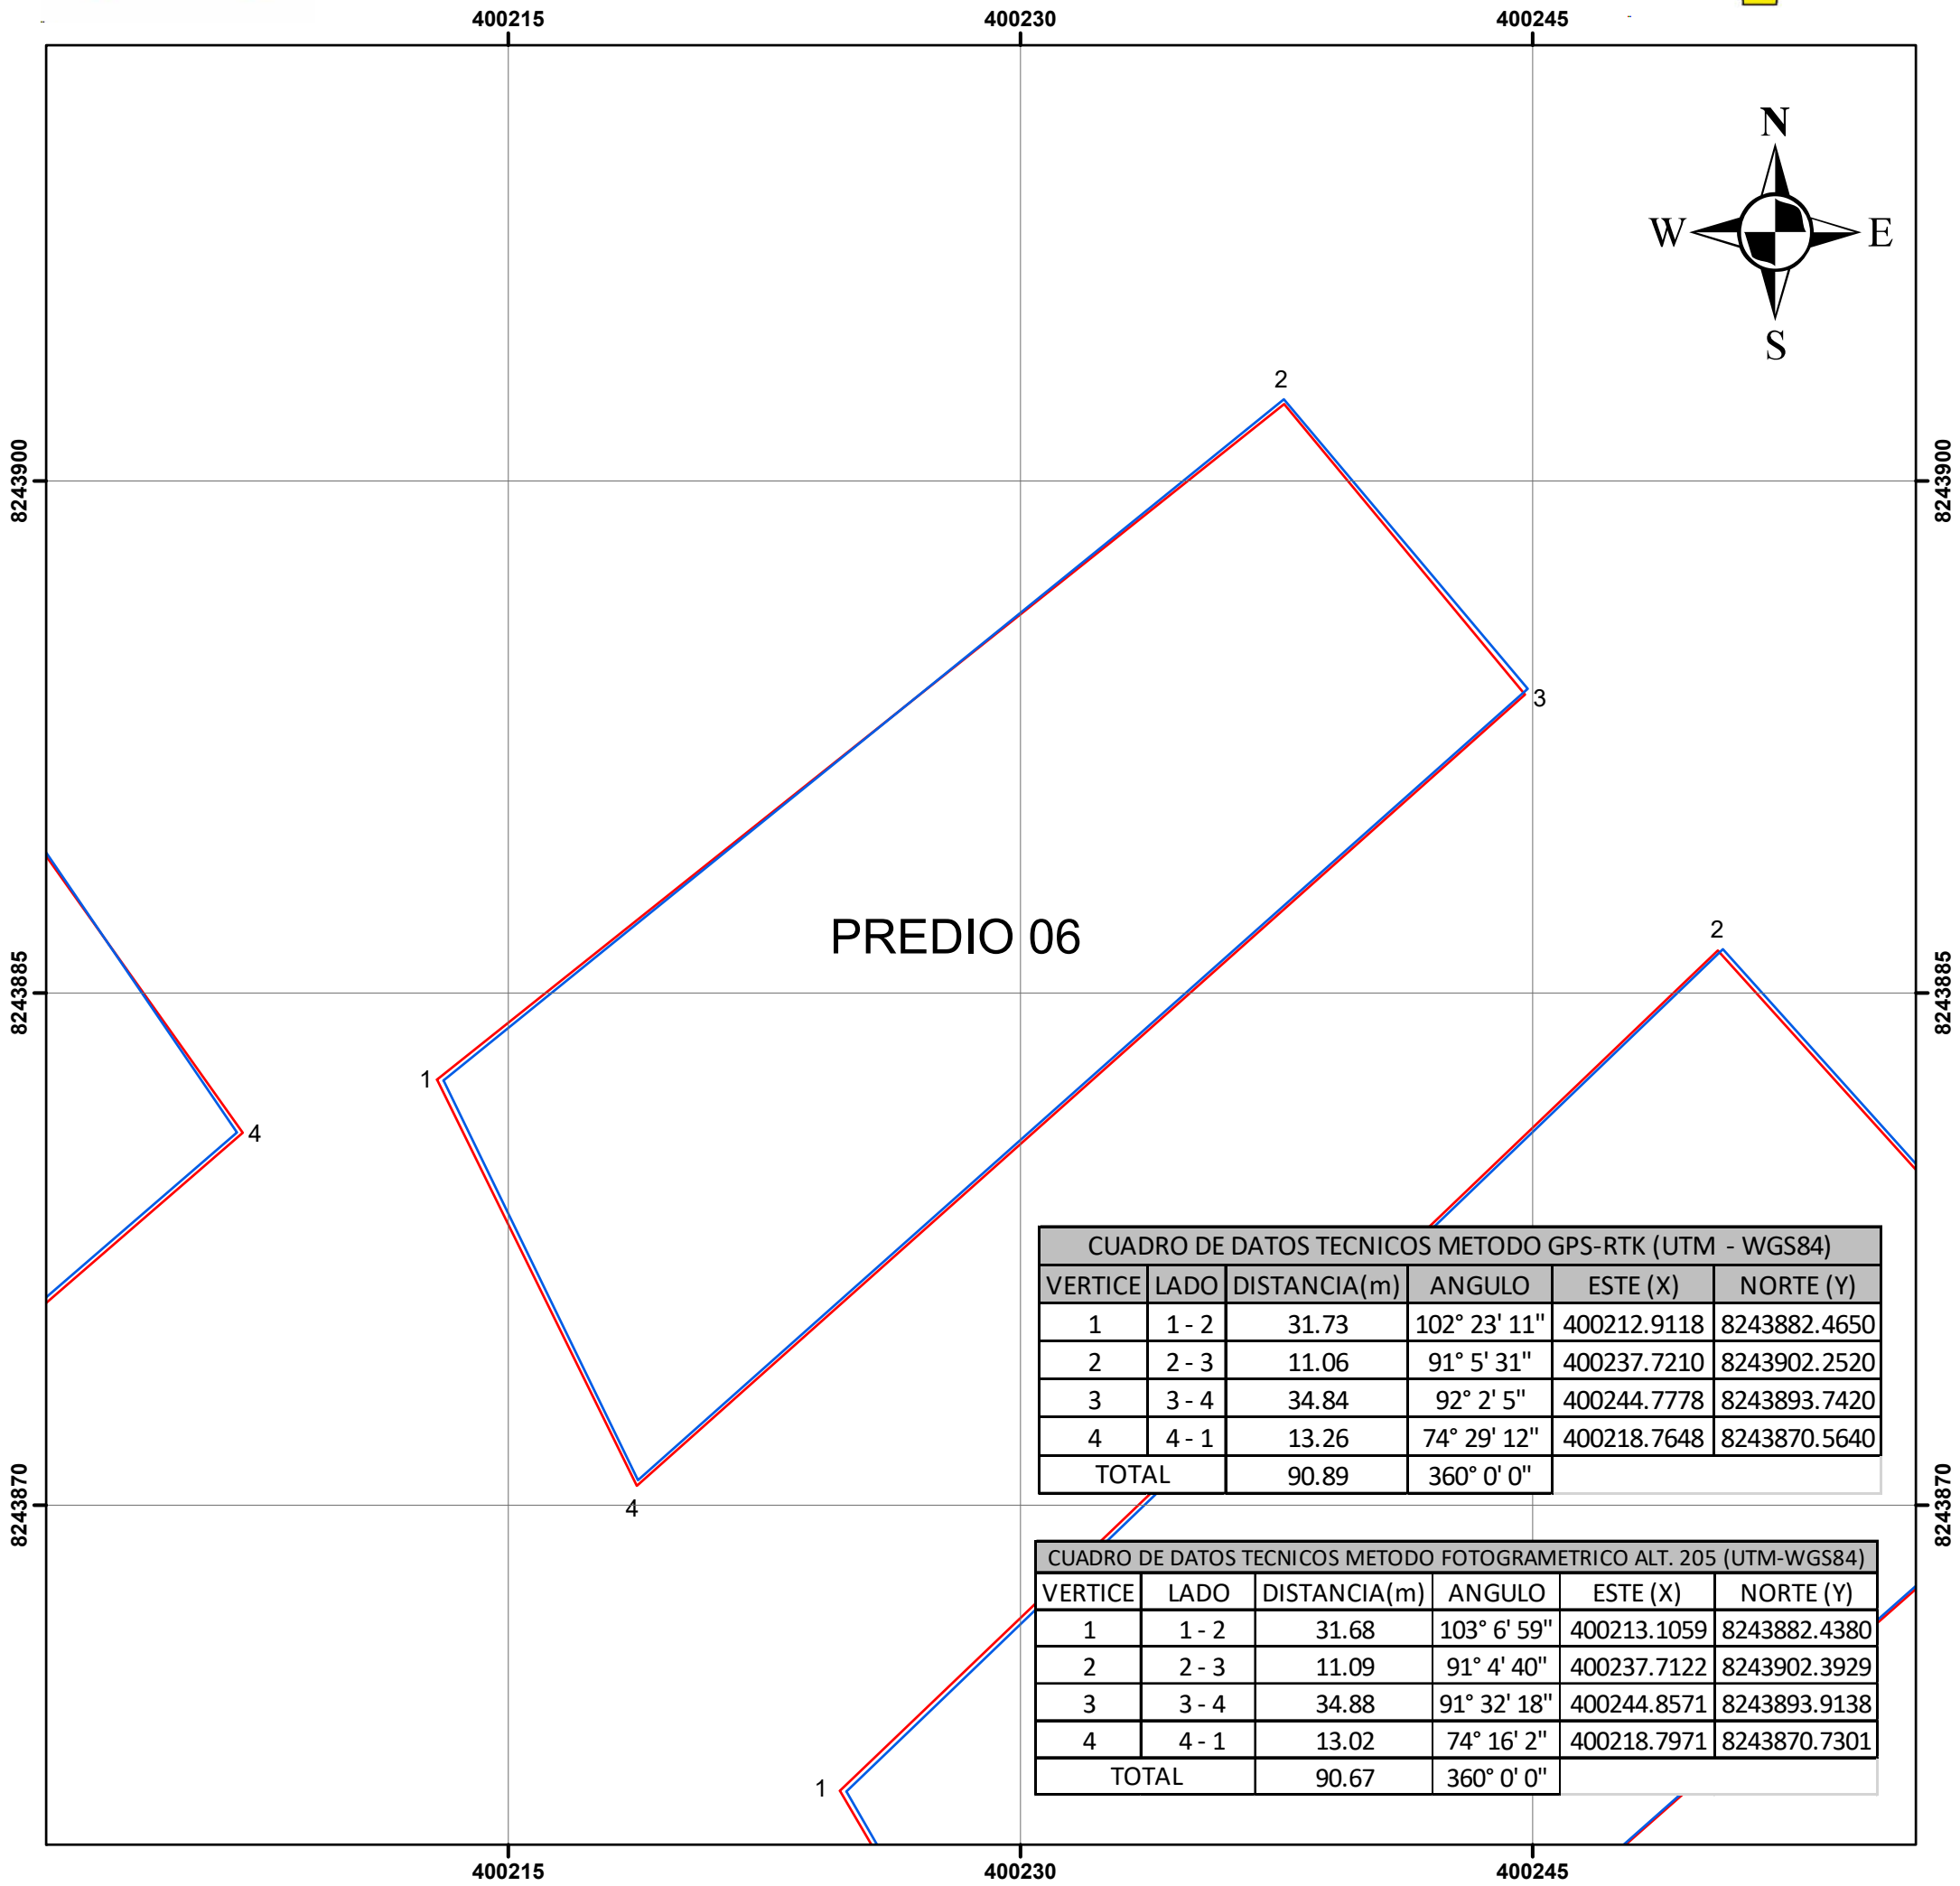 400215 400230 400245
N
W E
S
2
8243900 8243900
3
PREDIO 06
2
8243885 8243885
1
4
CUADRO DE DATOS TECNICOS METODO GPS-RTK (UTM - WGS84)
VERTICE LADO DISTANCIA(m) ANGULO ESTE (X) NORTE (Y)
1 1 - 2 31.73 102° 23' 11" 400212.9118 8243882.4650
2 2 - 3 11.06 91° 5' 31" 400237.7210 8243902.2520
3 3 - 4 34.84 92° 2' 5" 400244.7778 8243893.7420
4 4 - 1 13.26 74° 29' 12" 400218.7648 8243870.5640
TOTAL 90.89 360° 0' 0"
4
8243870 8243870
CUADRO DE DATOS TECNICOS METODO FOTOGRAMETRICO ALT. 205 (UTM-WGS84)
VERTICE LADO DISTANCIA(m) ANGULO ESTE (X) NORTE (Y)
1 1 - 2 31.68 103° 6' 59" 400213.1059 8243882.4380
2 2 - 3 11.09 91° 4' 40" 400237.7122 8243902.3929
3 3 - 4 34.88 91° 32' 18" 400244.8571 8243893.9138
4 4 - 1 13.02 74° 16' 2" 400218.7971 8243870.7301
TOTAL 90.67 360° 0' 0"
1
400215 400230 400245